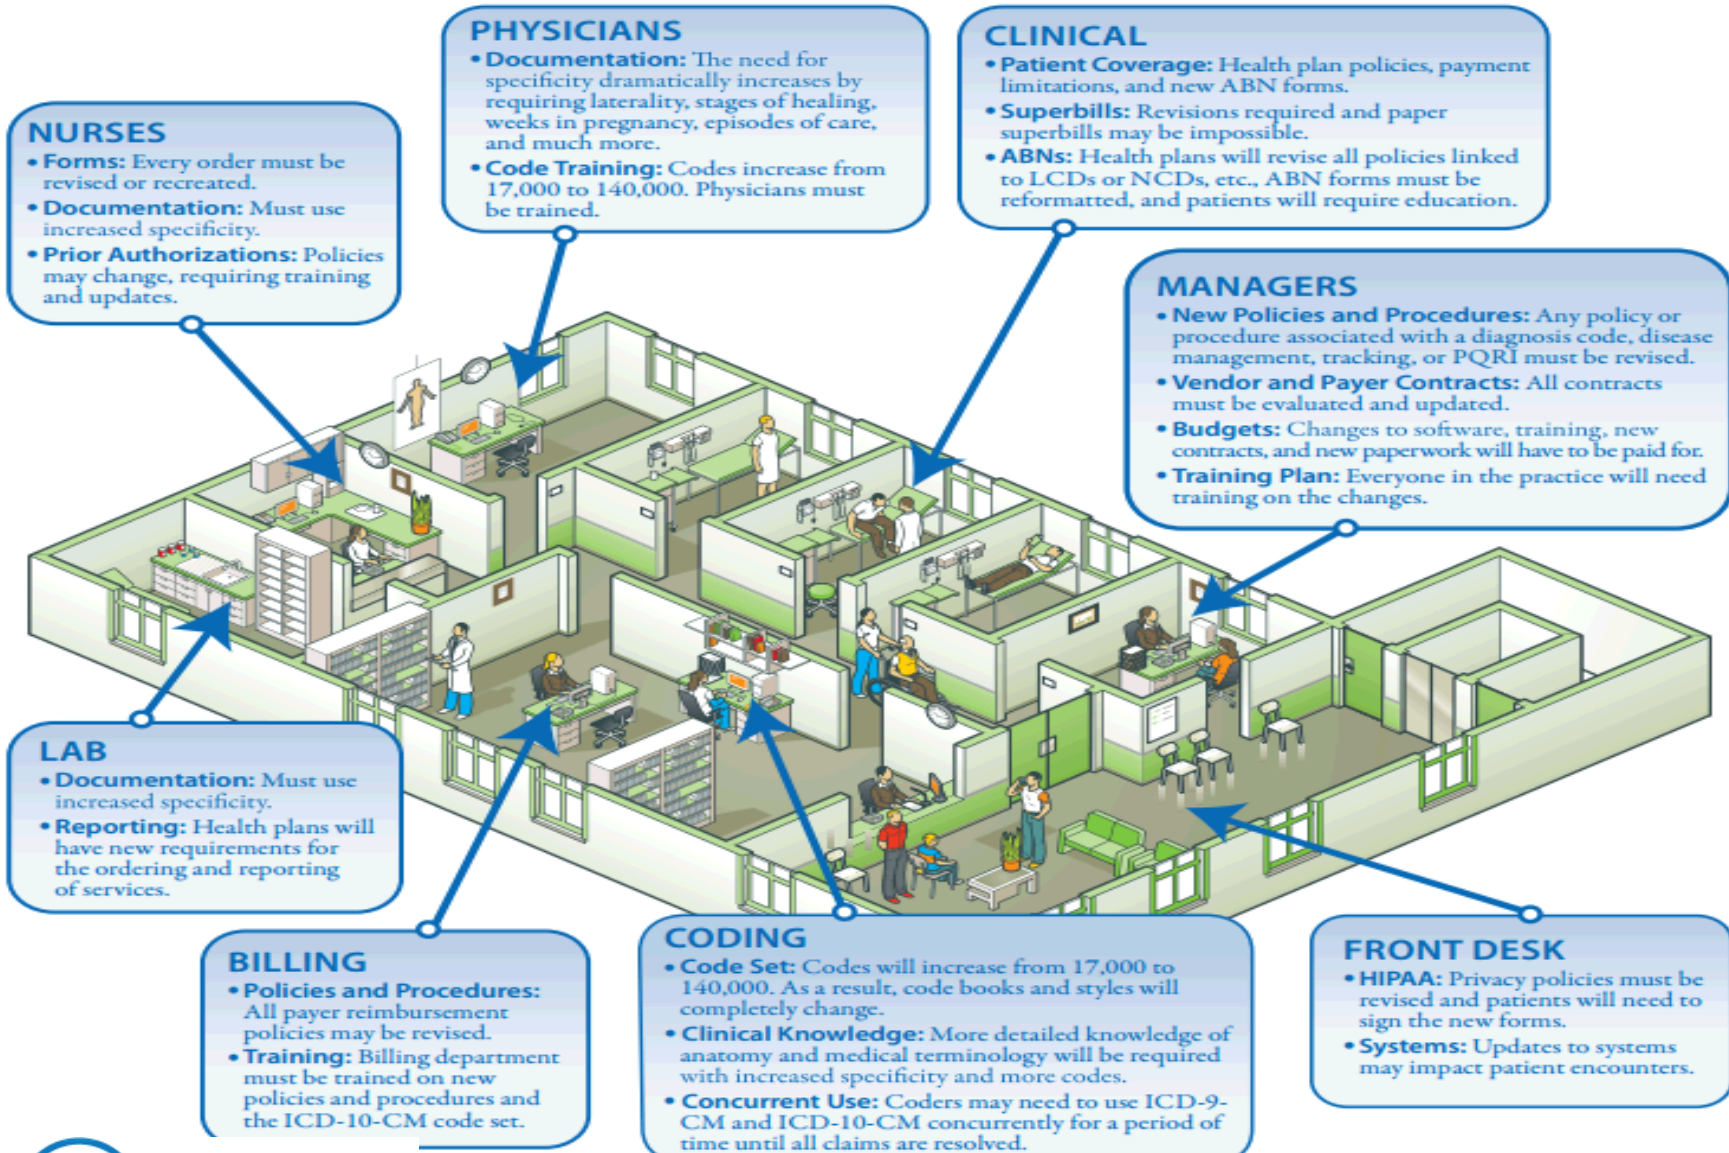 PHYSICIANS
• Documentation: The need for
specificity dramatically increases by
requiring laterality, stages of healing,
weeks in pregnancy, episodes of care,
and much more.
• Code Training: Codes increase from
17,000 to 140,000. Physicians must
be trained.
CLINICAL
• Patient Coverage: Health plan policies, payment
limitations, and new ABN forms.
• Superbills: Revisions required and paper
superbills may be impossible.
• ABNs: Health plans will revise all policies linked
to LCDs or NCDs, etc., ABN forms must be
reformatted, and patients will require education.
NURSES
• Forms: Every order must be
revised or recreated.
• Documentation: Must use
increased specificity.
• Prior Authorizations: Policies
may change, requiring training
and updates.
MANAGERS
• New Policies and Procedures: Any policy or
procedure associated with a diagnosis code, disease
management, tracking, or PQRI must be revised.
• Vendor and Payer Contracts: All contracts
must be evaluated and updated.
• Budgets: Changes to software, training, new
contracts, and new paperwork will have to be paid for.
• Training Plan: Everyone in the practice will need
training on the changes.
LAB
• Documentation: Must use
increased specificity.
• Reporting: Health plans will
have new requirements for
the ordering and reporting
of services.
BILLING
• Policies and Procedures:
All payer reimbursement
policies may be revised.
• Training: Billing department
must be trained on new
policies and procedures and
the ICD-10-CM code set.
CODING
• Code Set: Codes will increase from 17,000 to
140,000. As a result, code books and styles will
completely change.
• Clinical Knowledge: More detailed knowledge of
anatomy and medical terminology will be required
with increased specificity and more codes.
• Concurrent Use: Coders may need to use ICD-9-
CM and ICD-10-CM concurrently for a period of
time until all claims are resolved.
FRONT DESK
• HIPAA: Privacy policies must be
revised and patients will need to
sign the new forms.
• Systems: Updates to systems
may impact patient encounters.